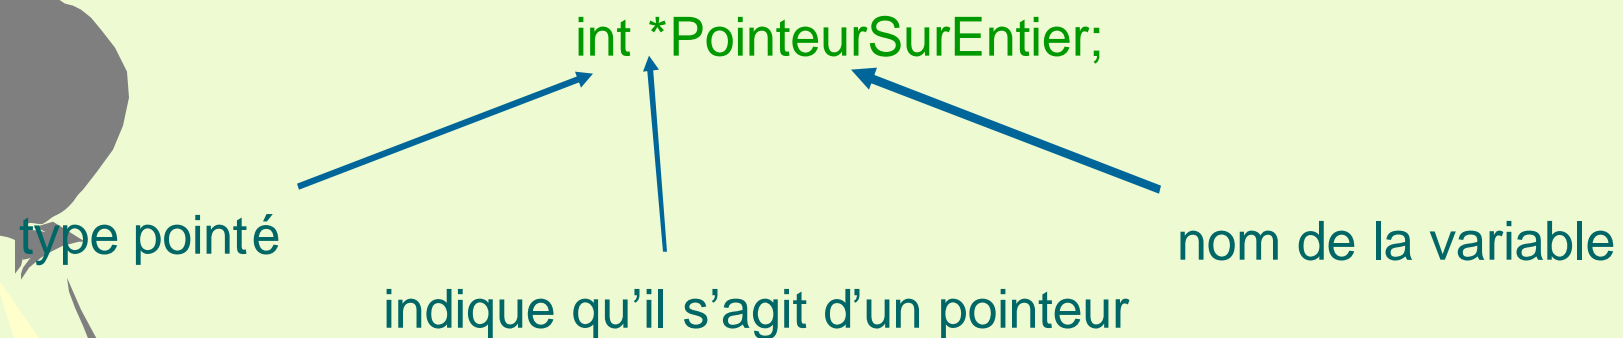 int *PointeurSurEntier;
type pointé
nom de la variable
indique qu’il s’agit d’un pointeur